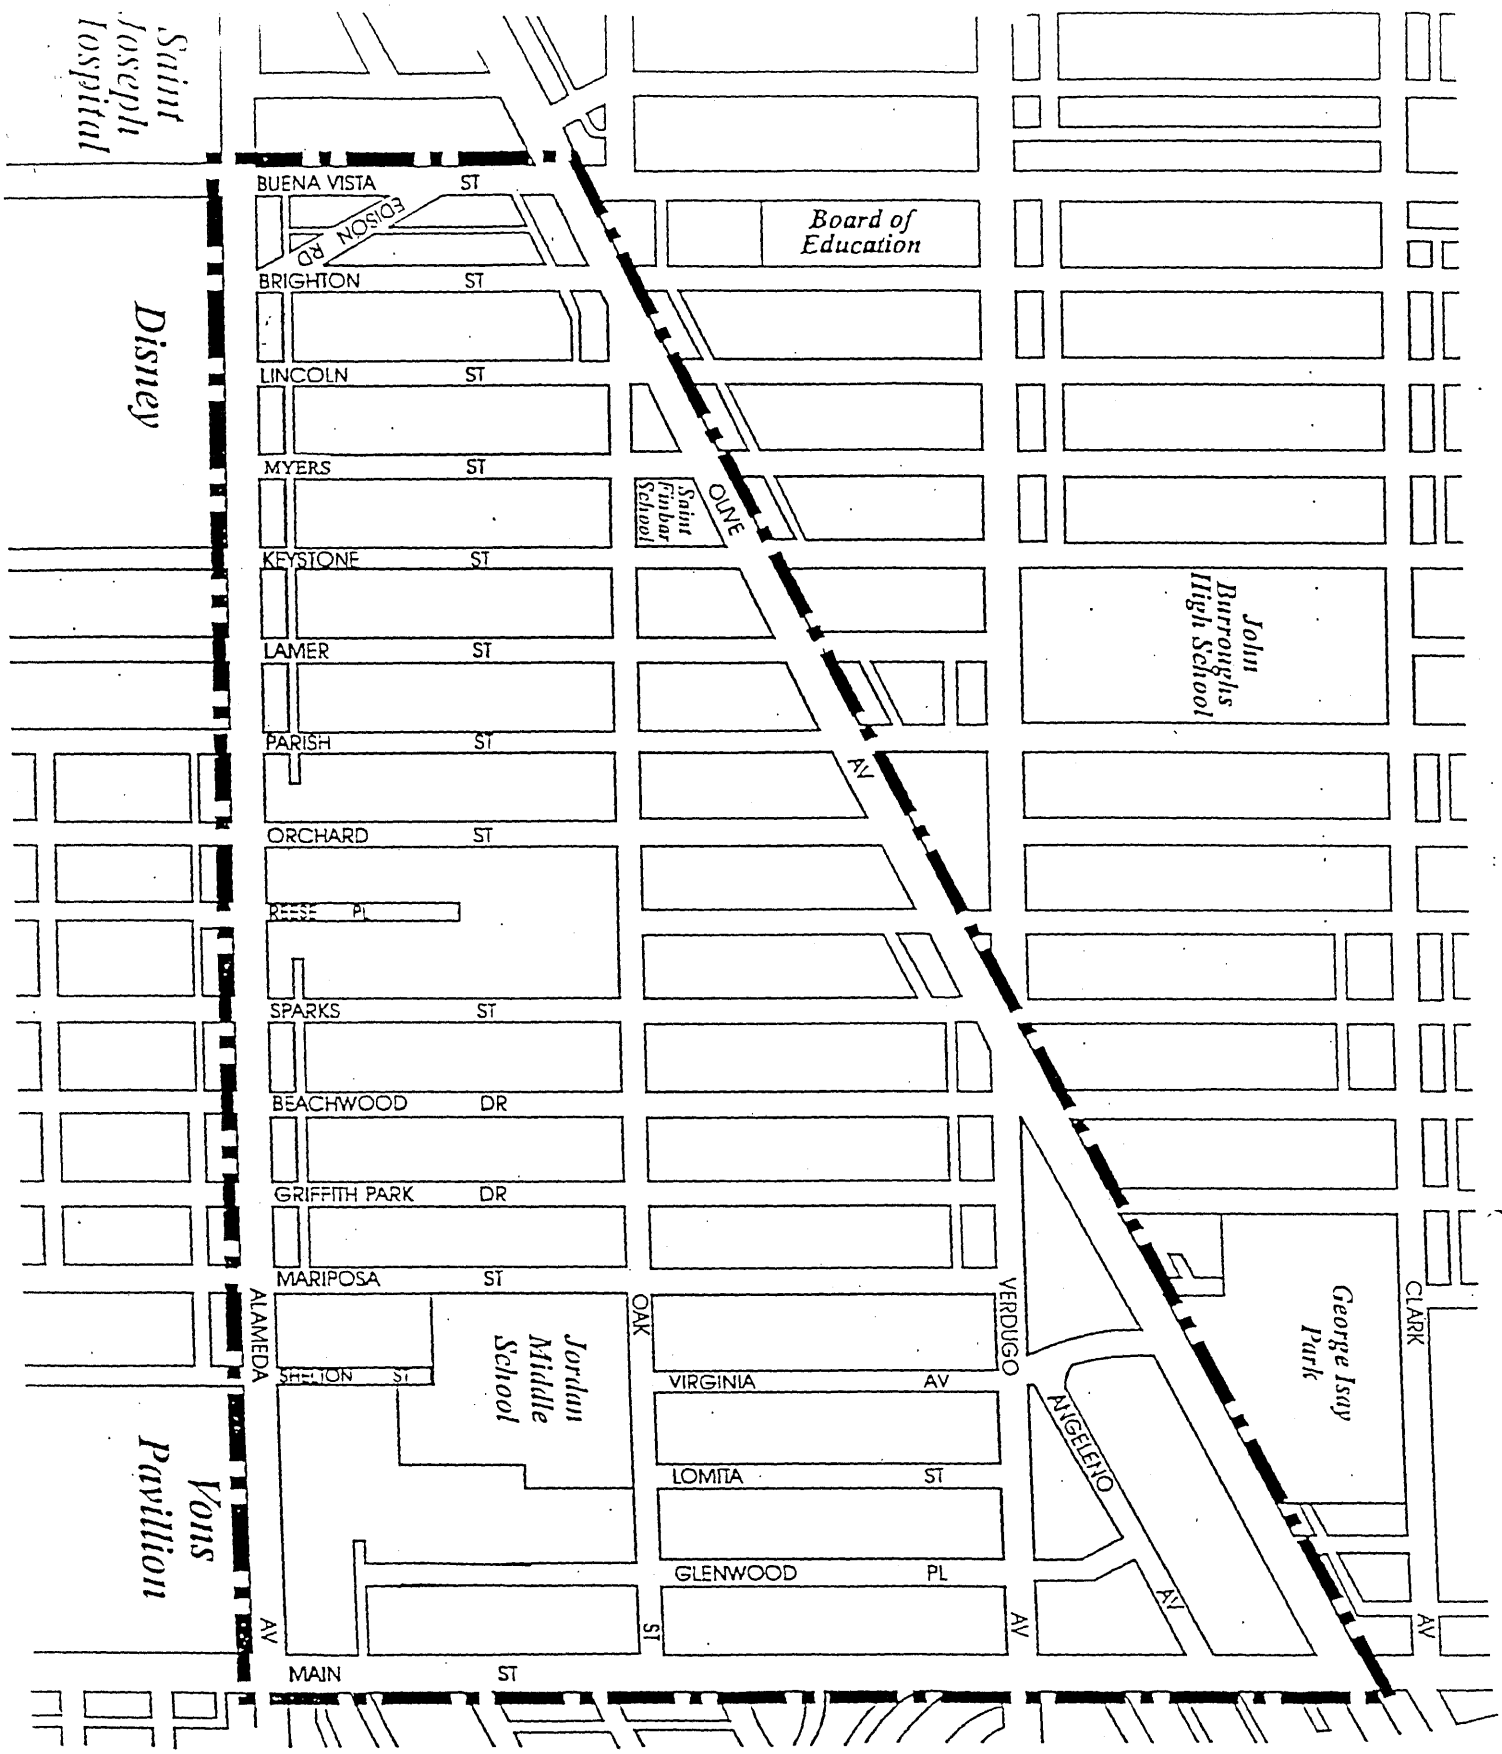 Saint
Joseph
Iospital
BUENA VISTA ST
EDISON RD
Board of
Education
BRIGHTON ST
Disney
LINCOLN ST
MYERS ST
Saint
Finbar
School
OLIVE
KEYSTONE ST
John
Burroughs
High School
LAMER ST
PARISH ST
AV
ORCHARD ST
REESE PL
SPARKS ST
BEACHWOOD DR
GRIFFITH PARK DR
MARIPOSA ST
ALAMEDA
OAK
VERDUGO
CLARK
George Isay
Park
Jordan
Middle
School
SHELTON ST
VIRGINIA AV
ANGELENO
Vons
Pavillion
LOMITA ST
GLENWOOD PL
AV
AV
ST
AV
AV
MAIN ST